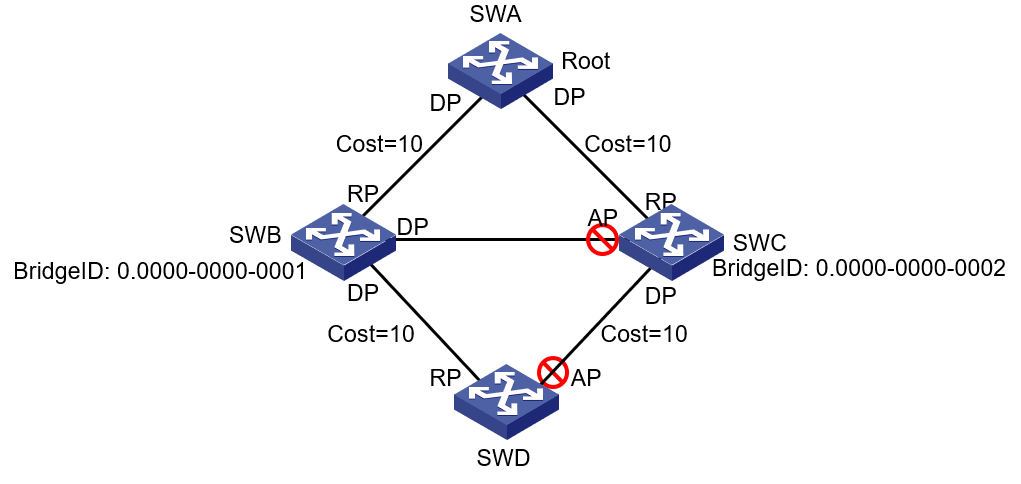 SWA
Root
DP
DP
Cost=10
Cost=10
RP
RP
AP
DP
SWB
SWC
BridgeID: 0.0000-0000-0001
BridgeID: 0.0000-0000-0002
DP
DP
Cost=10
Cost=10
RP
AP
SWD